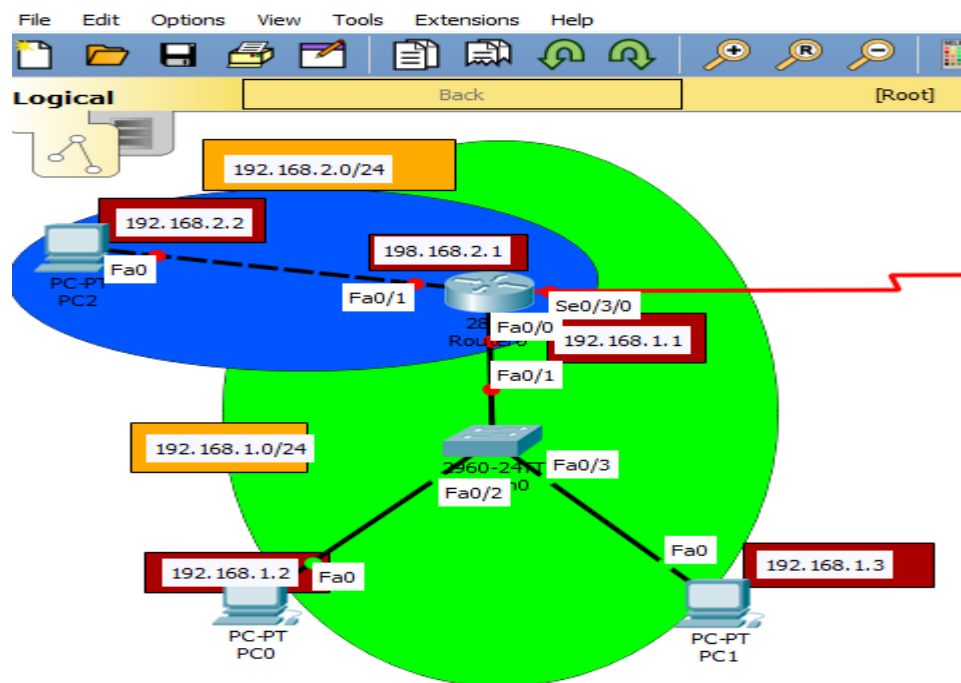 File Edit Options View Tools Extensions Help
Logical
Back
[Root]
192.168.2.0/24
192.168.2.2
198.168.2.1
Fa0
PC-PT
PC2
Fa0/1
Se0/3/0
Fa0/0
192.168.1.1
Fa0/1
192.168.1.0/24
2960-24TT
Fa0/3
Fa0/2
Fa0
192.168.1.3
192.168.1.2
Fa0
PC-PT
PC0
PC-PT
PC1